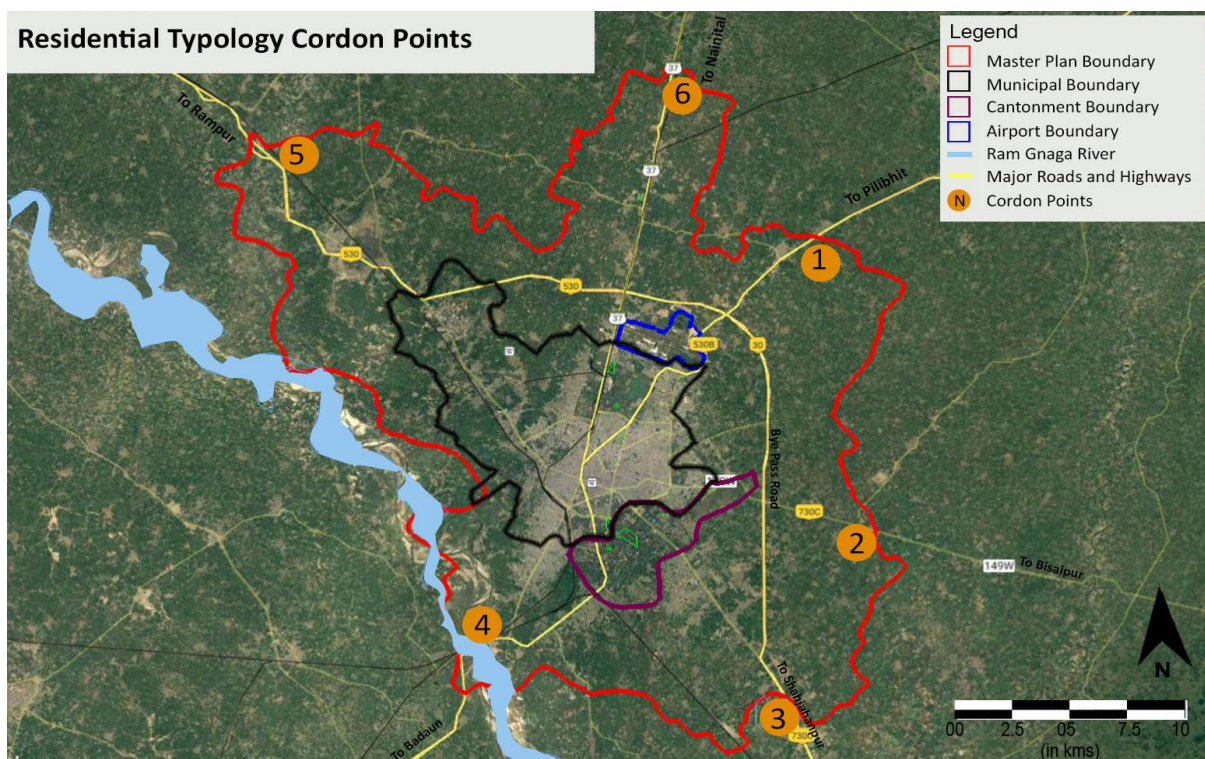 Residential Typology Cordon Points
Legend
Master Plan Boundary
Municipal Boundary
Cantonment Boundary
Airport Boundary
Ram Gnaga River
Major Roads and Highways
N Cordon Points
To Nainital
37
6
To Rampur
5
37
To Pilibhit
1
530
530
37
530B
30
Bye Pass Road
730C
2
149W
To Bisalpur
4
To Shahjahanpur
3
730C
To Badaun
N
00 2.5 05 7.5 10
(in kms)